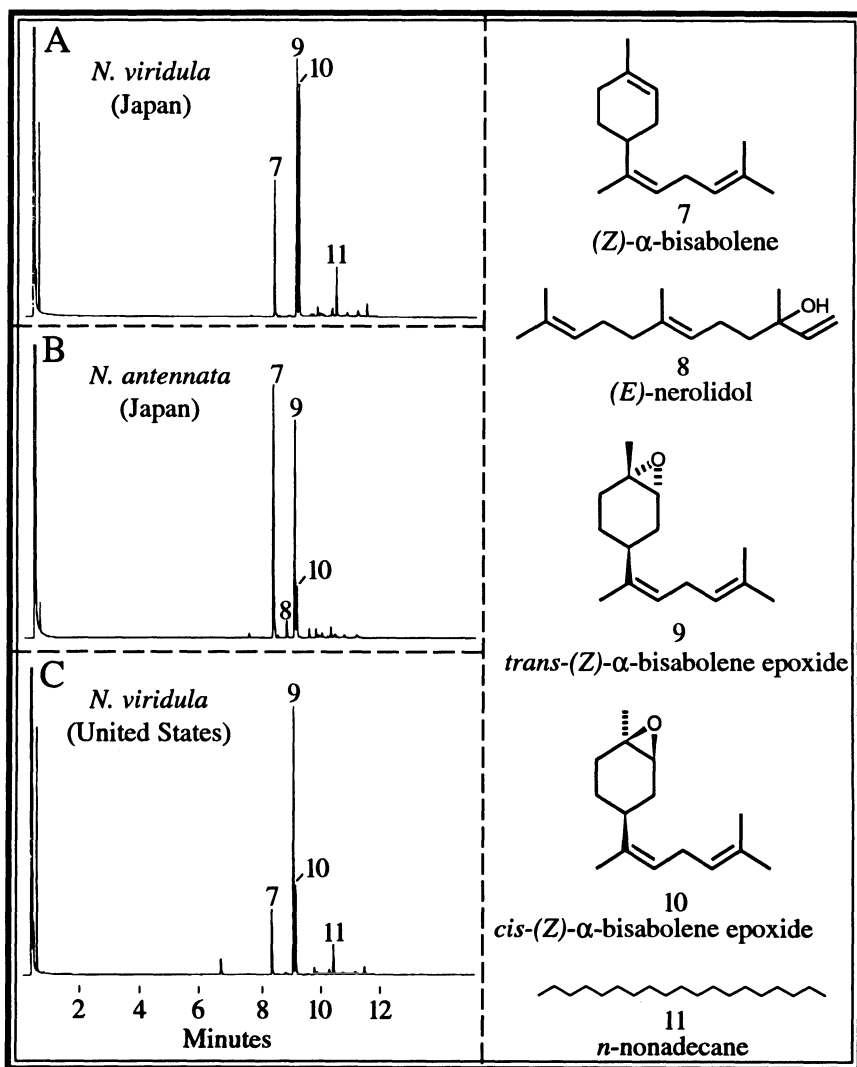 A
N. viridula
(Japan)
9
10
7
11
B
N. antennata
(Japan)
7
9
10
8
C
N. viridula
(United States)
9
10
7
11
2 4 6 8 10 12
Minutes
7
(Z)-α-bisabolene
OH
8
(E)-nerolidol
O
9
trans-(Z)-α-bisabolene epoxide
O
10
cis-(Z)-α-bisabolene epoxide
11
n-nonadecane